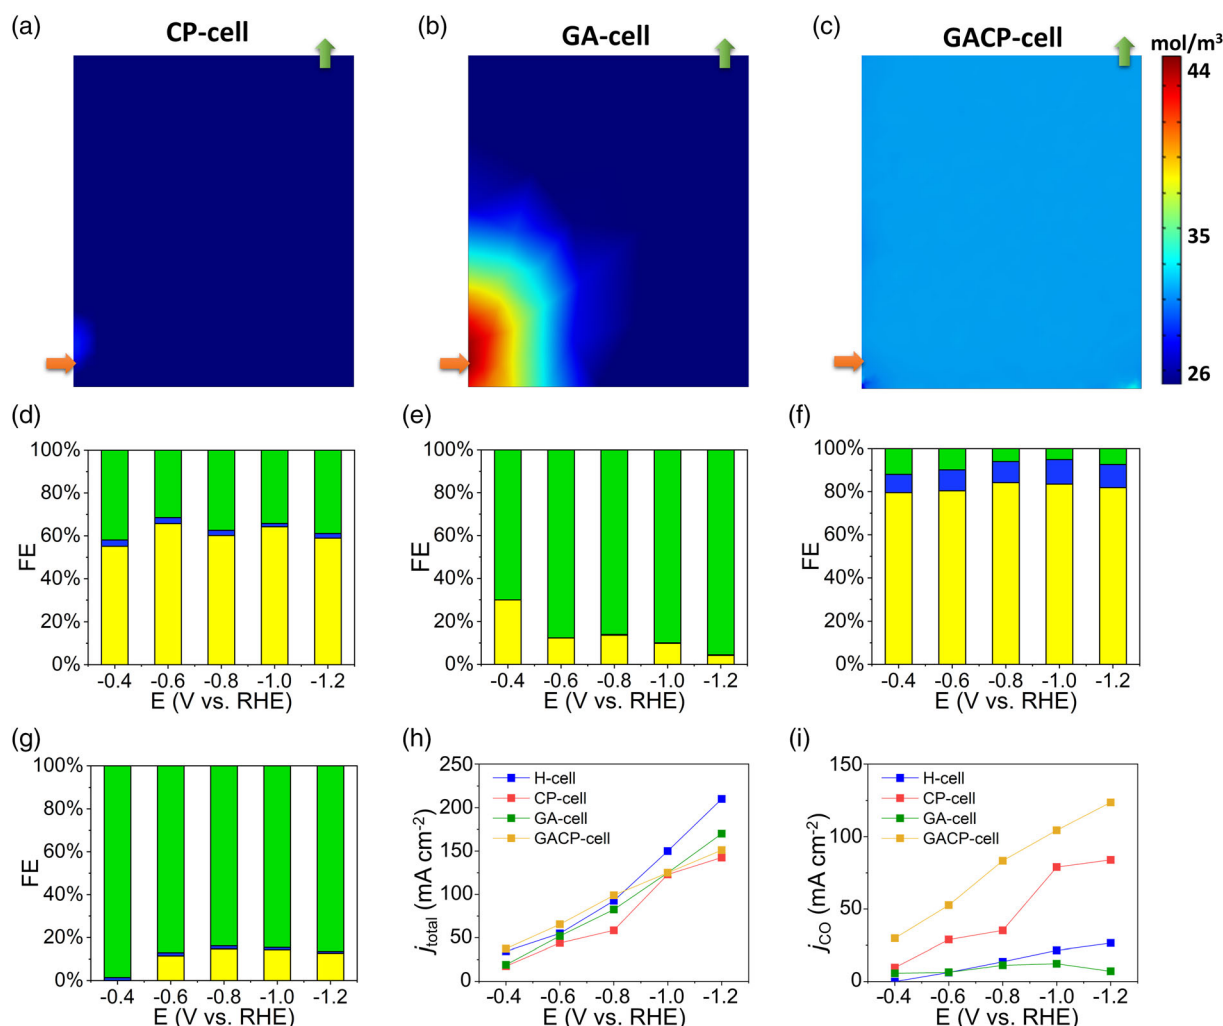 (a) CP-cell
(b) GA-cell
(c) GACP-cell
mol/m³
44
35
26
(d)
100%
80%
60%
40%
20%
0%
FE
-0.4 -0.6 -0.8 -1.0 -1.2
E (V vs. RHE)
(e)
100%
80%
60%
40%
20%
0%
FE
-0.4 -0.6 -0.8 -1.0 -1.2
E (V vs. RHE)
(f)
100%
80%
60%
40%
20%
0%
FE
-0.4 -0.6 -0.8 -1.0 -1.2
E (V vs. RHE)
(g)
100%
80%
60%
40%
20%
0%
FE
-0.4 -0.6 -0.8 -1.0 -1.2
E (V vs. RHE)
(h)
250
200
150
100
50
0
jtotal (mA cm⁻²)
H-cell
CP-cell
GA-cell
GACP-cell
-0.4 -0.6 -0.8 -1.0 -1.2
E (V vs. RHE)
(i)
150
100
50
0
jCO (mA cm⁻²)
H-cell
CP-cell
GA-cell
GACP-cell
-0.4 -0.6 -0.8 -1.0 -1.2
E (V vs. RHE)